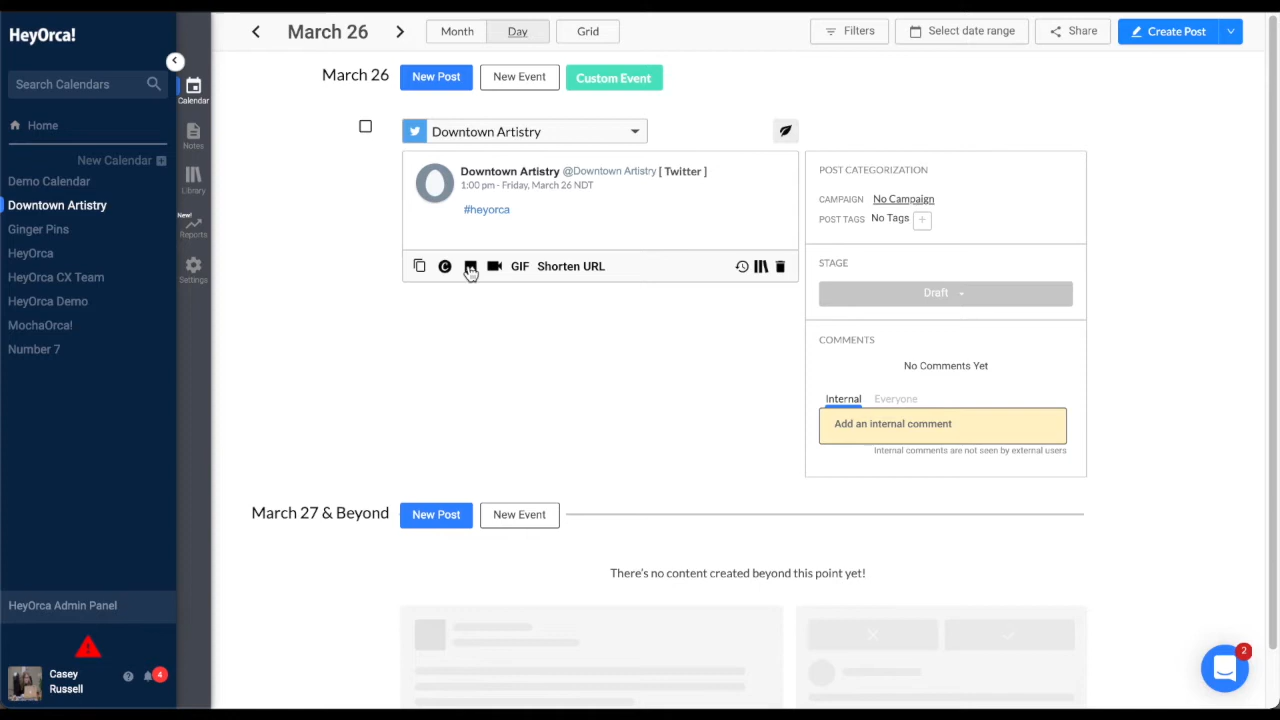 HeyOrca!
Search Calendars
Home
New Calendar
Demo Calendar
Downtown Artistry
Ginger Pins
HeyOrca
HeyOrca CX Team
HeyOrca Demo
MochaOrca!
Number 7
HeyOrca Admin Panel
Casey
Russell
4
Calendar
Notes
Library
New!
Reports
Settings
March 26
Month
Day
Grid
Filters
Select date range
Share
Create Post
March 26
New Post
New Event
Custom Event
Downtown Artistry
Downtown Artistry @Downtown Artistry [ Twitter ]
1:00 pm - Friday, March 26 NDT
#heyorca
GIF
Shorten URL
POST CATEGORIZATION
CAMPAIGN No Campaign
POST TAGS No Tags +
STAGE
Draft
COMMENTS
No Comments Yet
Internal Everyone
Add an internal comment
Internal comments are not seen by external users
March 27 & Beyond
New Post
New Event
There's no content created beyond this point yet!
2